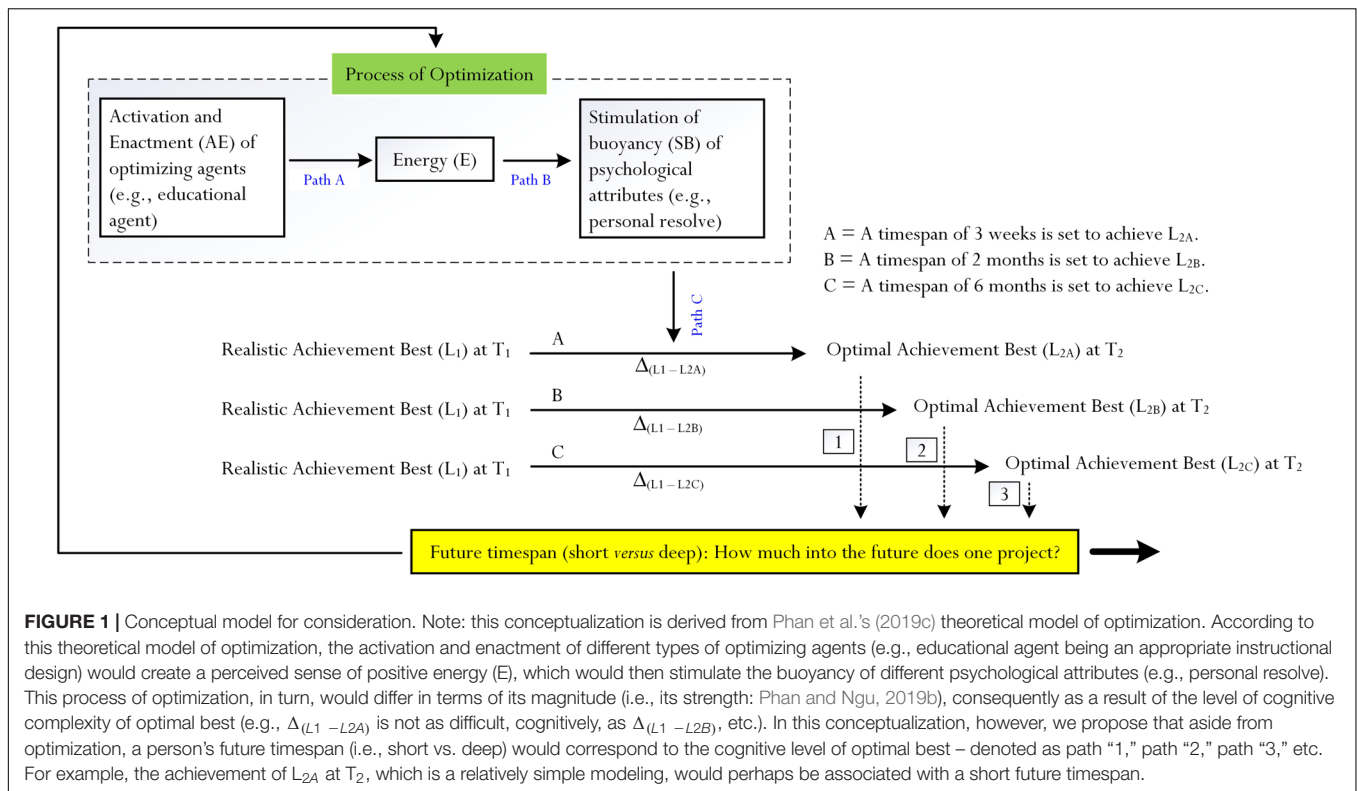 Process of Optimization
Activation and
Enactment (AE) of
optimizing agents
(e.g., educational
agent)
Path A
Energy (E)
Path B
Stimulation of
buoyancy (SB) of
psychological
attributes (e.g.,
personal resolve)
A = A timespan of 3 weeks is set to achieve L2A.
B = A timespan of 2 months is set to achieve L2B.
C = A timespan of 6 months is set to achieve L2C.
Path C
Realistic Achievement Best (L1) at T1
A
Δ(L1 – L2A)
Optimal Achievement Best (L2A) at T2
Realistic Achievement Best (L1) at T1
B
Δ(L1 – L2B)
Optimal Achievement Best (L2B) at T2
Realistic Achievement Best (L1) at T1
C
Δ(L1 – L2C)
Optimal Achievement Best (L2C) at T2
1
2
3
Future timespan (short versus deep): How much into the future does one project?
FIGURE 1 | Conceptual model for consideration. Note: this conceptualization is derived from Phan et al.'s (2019c) theoretical model of optimization. According to
this theoretical model of optimization, the activation and enactment of different types of optimizing agents (e.g., educational agent being an appropriate instructional
design) would create a perceived sense of positive energy (E), which would then stimulate the buoyancy of different psychological attributes (e.g., personal resolve).
This process of optimization, in turn, would differ in terms of its magnitude (i.e., its strength: Phan and Ngu, 2019b), consequently as a result of the level of cognitive
complexity of optimal best (e.g., Δ(L1 –L2A) is not as difficult, cognitively, as Δ(L1 –L2B), etc.). In this conceptualization, however, we propose that aside from
optimization, a person's future timespan (i.e., short vs. deep) would correspond to the cognitive level of optimal best – denoted as path “1,” path “2,” path “3,” etc.
For example, the achievement of L2A at T2, which is a relatively simple modeling, would perhaps be associated with a short future timespan.